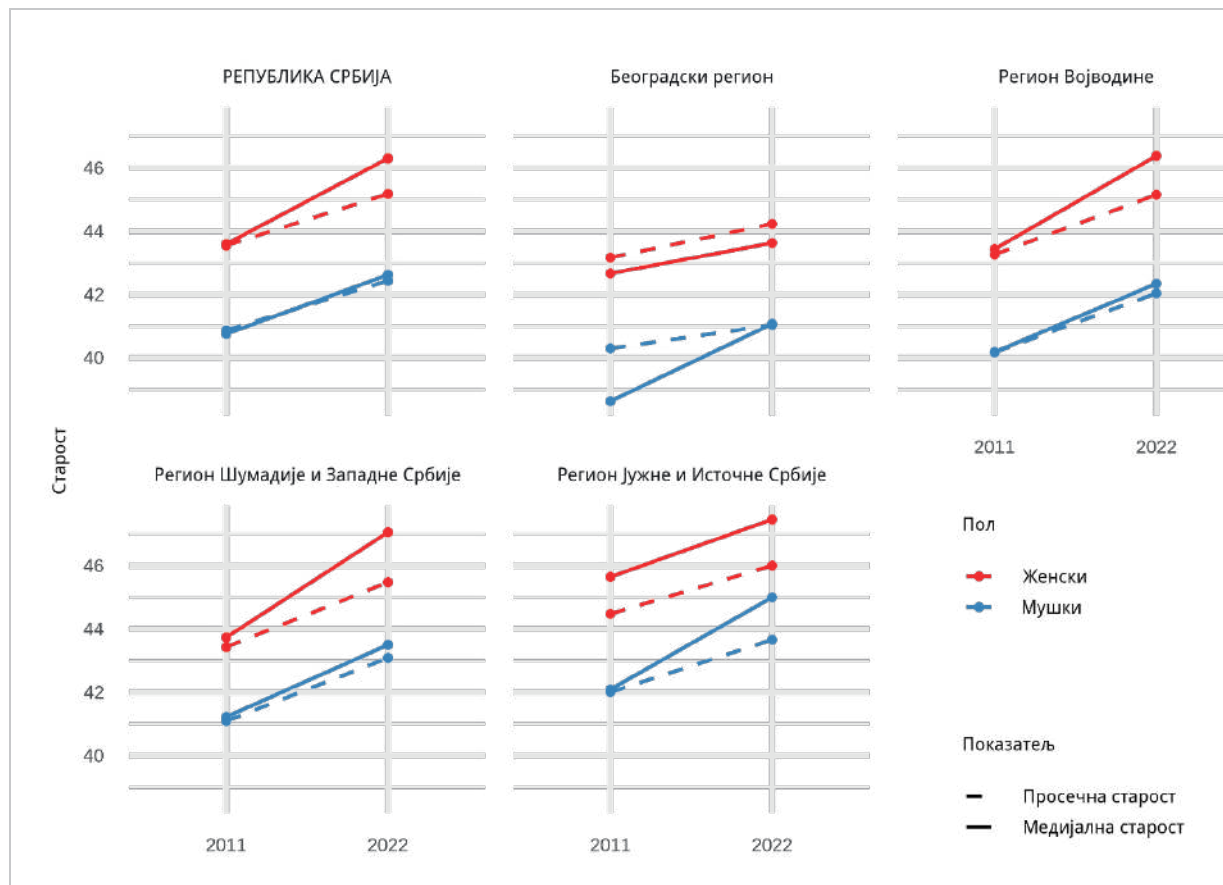 РЕПУБЛИКА СРБИЈА
Београдски регион
Регион Војводине
46
44
42
40
2011
2022
Старост
Регион Шумадије и Западне Србије
Регион Јужне и Источне Србије
46
44
42
40
2011
2022
2011
2022
Пол
Женски
Мушки
Показатељ
Просечна старост
Медијална старост